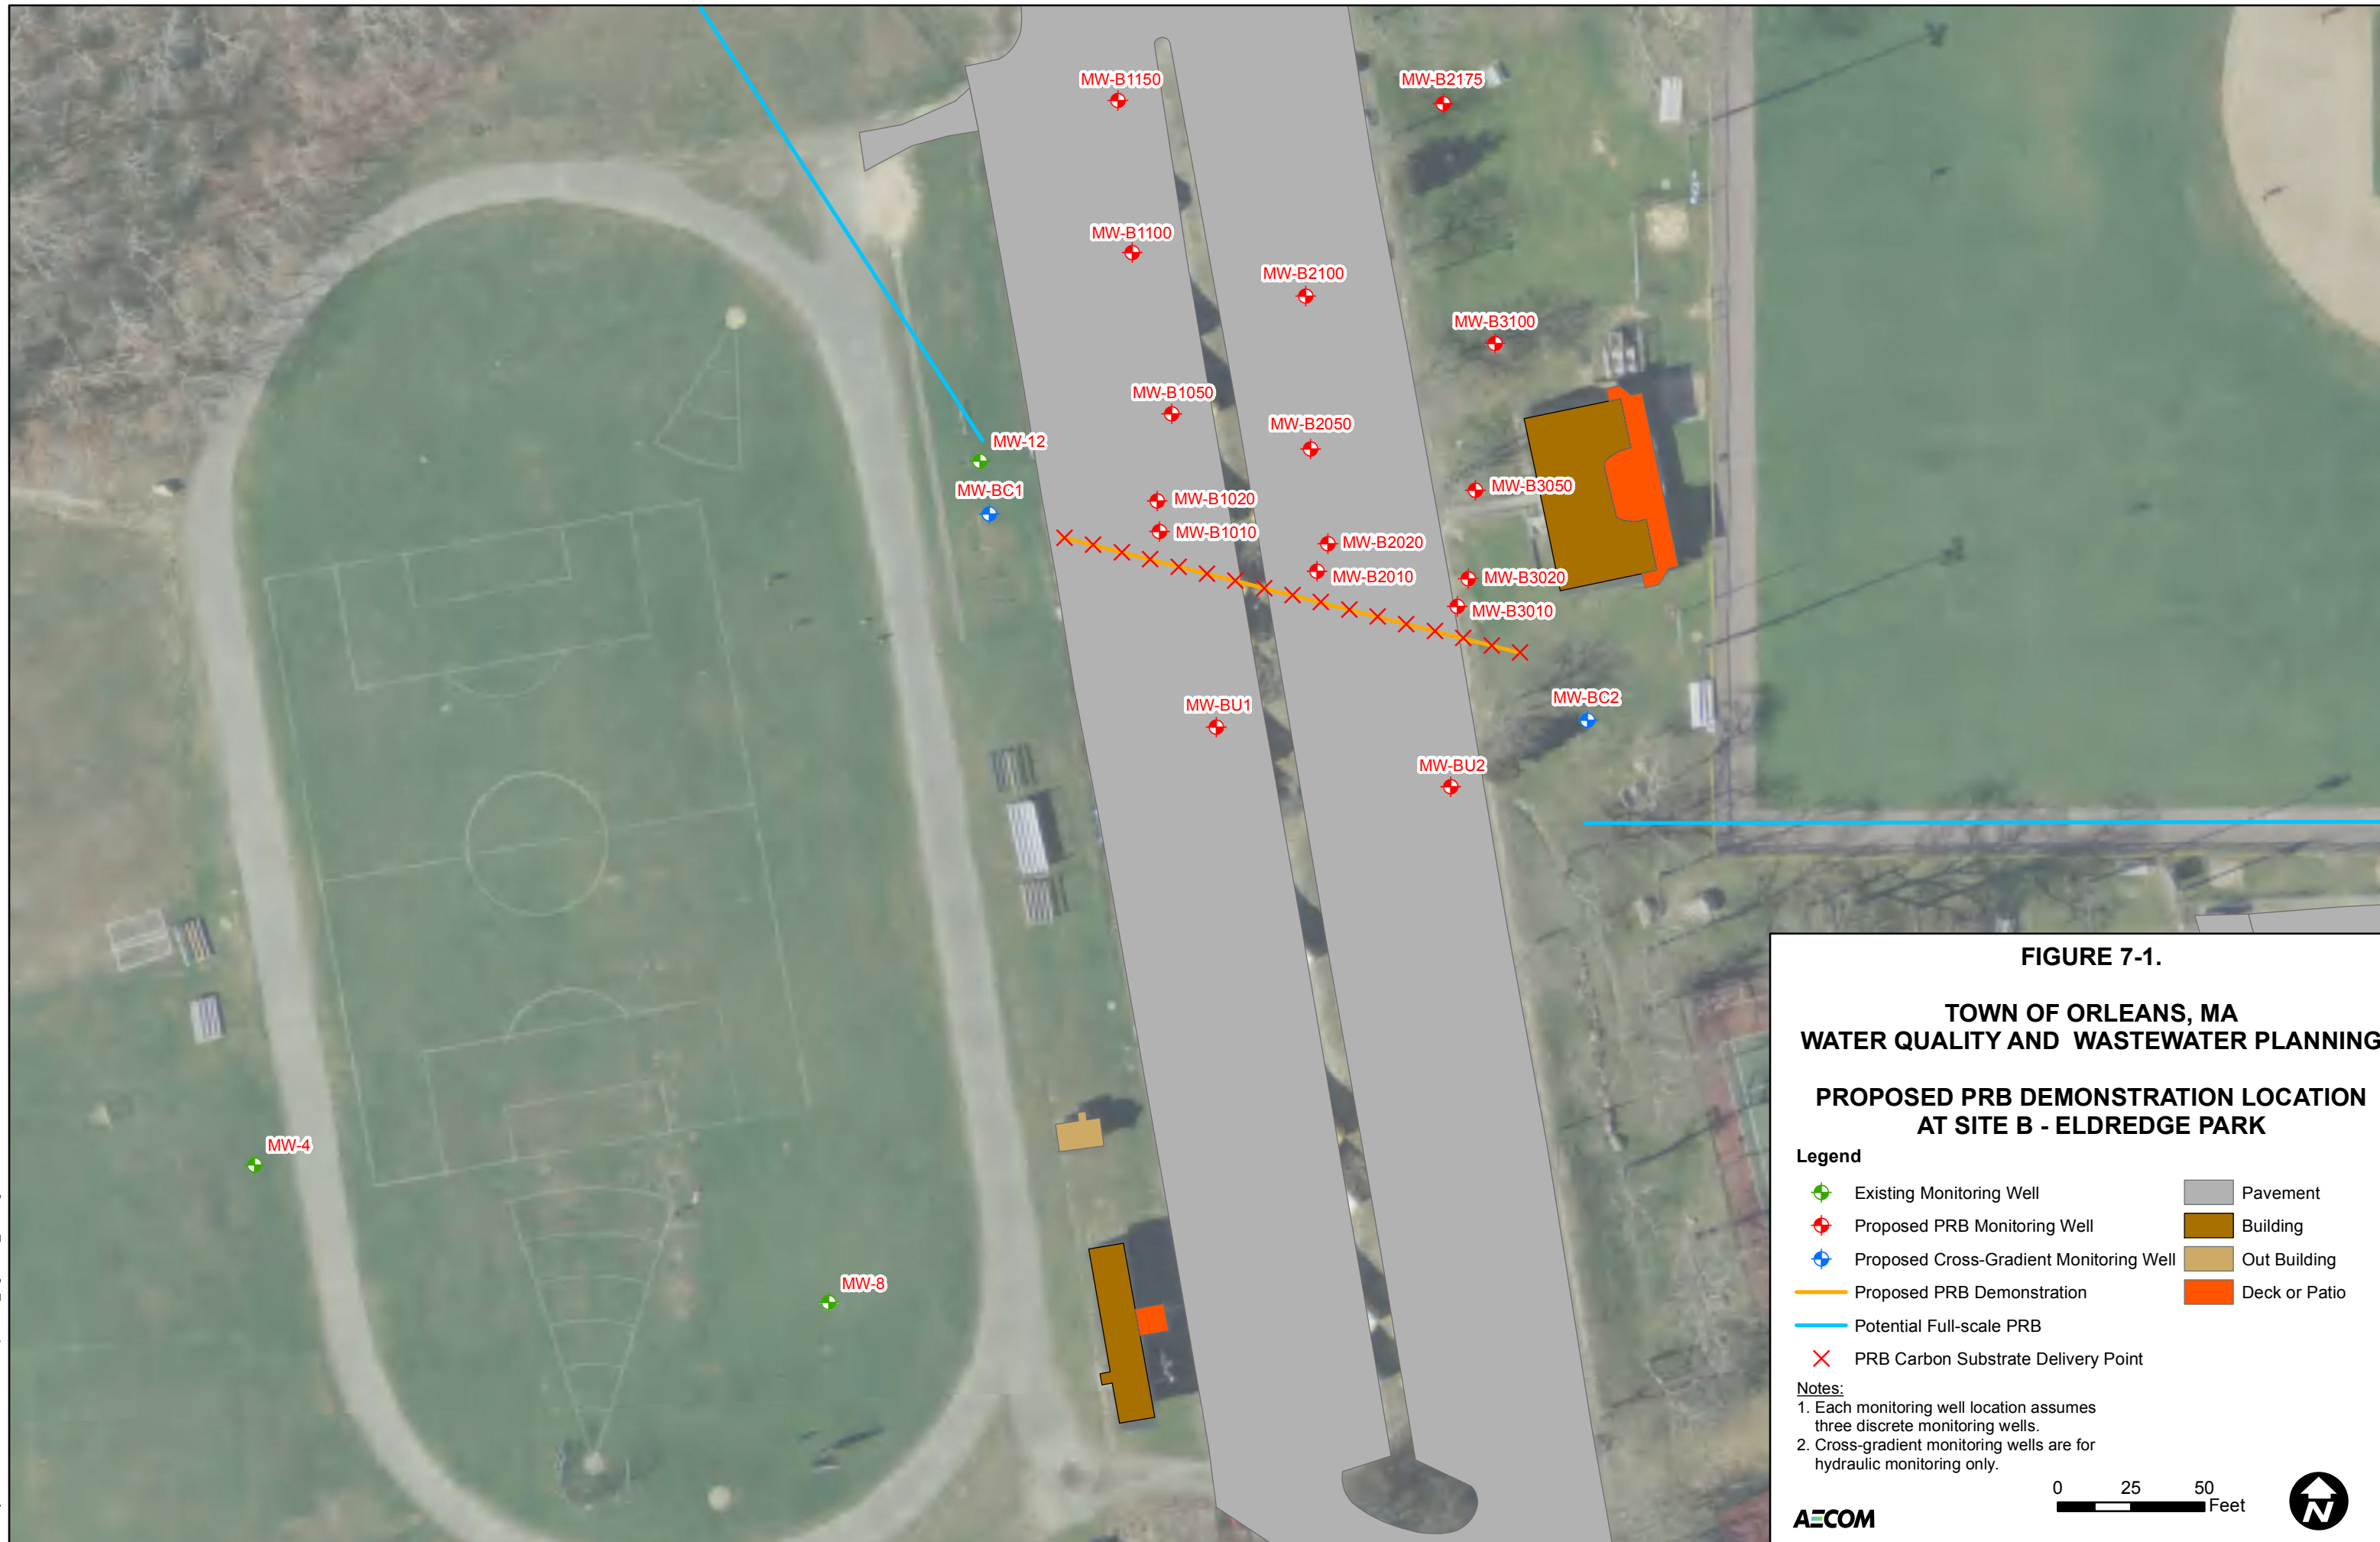 MW-B1150
MW-B2175
MW-B1100
MW-B2100
MW-B3100
MW-B1050
MW-B2050
MW-12
MW-BC1
MW-B3050
MW-B1020
MW-B1010
MW-B2020
MW-B2010
MW-B3020
MW-B3010
MW-BU1
MW-BC2
MW-BU2
MW-4
MW-8
FIGURE 7-1.
TOWN OF ORLEANS, MA
WATER QUALITY AND WASTEWATER PLANNING
PROPOSED PRB DEMONSTRATION LOCATION
AT SITE B - ELDREDGE PARK
Legend
Existing Monitoring Well
Proposed PRB Monitoring Well
Proposed Cross-Gradient Monitoring Well
Proposed PRB Demonstration
Potential Full-scale PRB
PRB Carbon Substrate Delivery Point
Pavement
Building
Out Building
Deck or Patio
Notes:
1. Each monitoring well location assumes
three discrete monitoring wells.
2. Cross-gradient monitoring wells are for
hydraulic monitoring only.
0 25 50
Feet
AECOM
N